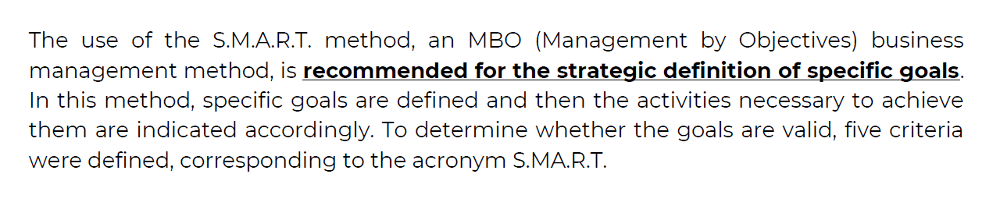 The use of the S.M.A.R.T. method, an MBO (Management by Objectives) business
management method, is recommended for the strategic definition of specific goals.
In this method, specific goals are defined and then the activities necessary to achieve
them are indicated accordingly. To determine whether the goals are valid, five criteria
were defined, corresponding to the acronym S.MA.R.T.